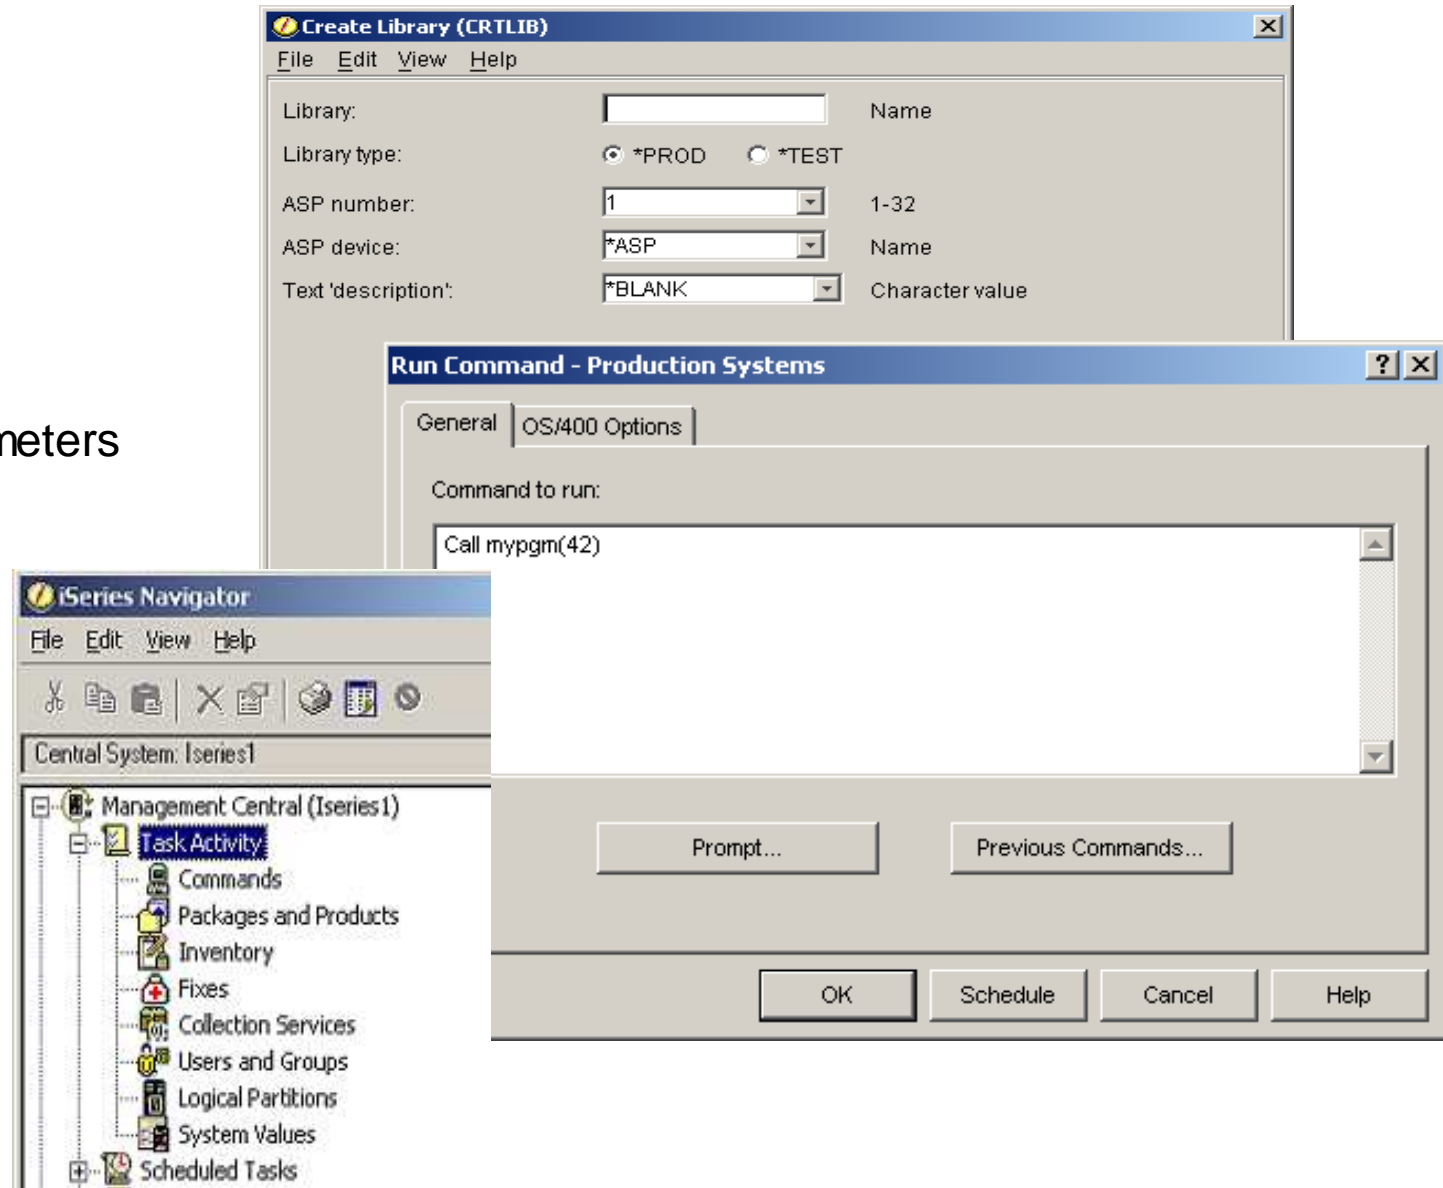 Create Library (CRTLIB)
File Edit View Help
Library: Name
Library type: *PROD *TEST
ASP number: 1 1-32
ASP device: *ASP Name
Text 'description': *BLANK Character value
Run Command - Production Systems
General OS/400 Options
meters
Command to run:
Call mypgm(42)
Prompt... Previous Commands...
OK Schedule Cancel Help
iSeries Navigator
File Edit View Help
Central System: Iseries1
Management Central (Iseries1)
Task Activity
Commands
Packages and Products
Inventory
Fixes
Collection Services
Users and Groups
Logical Partitions
System Values
Scheduled Tasks